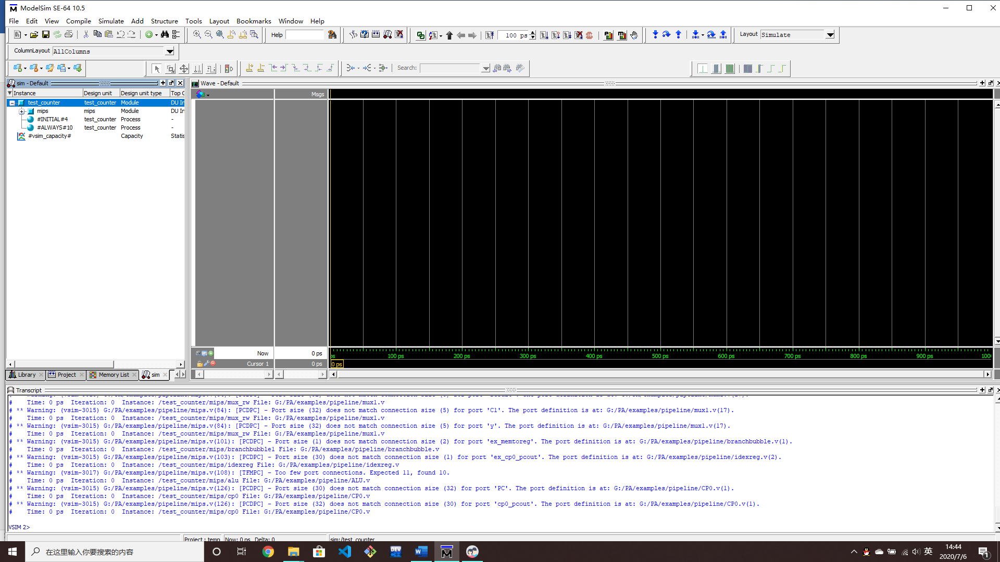 ModelSim SE-64 10.5
File Edit View Compile Simulate Add Structure Tools Layout Bookmarks Window Help
Help
100 ps
Layout Simulate
ColumnLayout AllColumns
Search:
sim - Default
Wave - Default
Instance Design unit Design unit type Top C
Msgs
test_counter test_counter Module DU In
mips mips Module DU In
#INITIAL#4 test_counter Process -
#ALWAYS#10 test_counter Process -
#vsim_capacity# Capacity Statis
Now 0 ps
ps 100 ps 200 ps 300 ps 400 ps 500 ps 600 ps 700 ps 800 ps 900 ps 1000
Cursor 1 0 ps
0 ps
Library Project Memory List sim
Transcript
#    Time: 0 ps  Iteration: 0  Instance: /test_counter/mips/mux_rw File: G:/PA/examples/pipeline/mux1.v
# ** Warning: (vsim-3015) G:/PA/examples/pipeline/mips.v(84): [PCDPC] - Port size (32) does not match connection size (5) for port 'C1'. The port definition is at: G:/PA/examples/pipeline/mux1.v(17).
#    Time: 0 ps  Iteration: 0  Instance: /test_counter/mips/mux_rw File: G:/PA/examples/pipeline/mux1.v
# ** Warning: (vsim-3015) G:/PA/examples/pipeline/mips.v(84): [PCDPC] - Port size (32) does not match connection size (5) for port 'y'. The port definition is at: G:/PA/examples/pipeline/mux1.v(17).
#    Time: 0 ps  Iteration: 0  Instance: /test_counter/mips/mux_rw File: G:/PA/examples/pipeline/mux1.v
# ** Warning: (vsim-3015) G:/PA/examples/pipeline/mips.v(101): [PCDPC] - Port size (1) does not match connection size (2) for port 'ex_memtoreg'. The port definition is at: G:/PA/examples/pipeline/branchbubble.v(1).
#    Time: 0 ps  Iteration: 0  Instance: /test_counter/mips/branchbubble1 File: G:/PA/examples/pipeline/branchbubble.v
# ** Warning: (vsim-3015) G:/PA/examples/pipeline/mips.v(103): [PCDPC] - Port size (30) does not match connection size (1) for port 'ex_cp0_pcout'. The port definition is at: G:/PA/examples/pipeline/idexreg.v(2).
#    Time: 0 ps  Iteration: 0  Instance: /test_counter/mips/idexreg File: G:/PA/examples/pipeline/idexreg.v
# ** Warning: (vsim-3017) G:/PA/examples/pipeline/mips.v(108): [TFMPC] - Too few port connections. Expected 11, found 10.
#    Time: 0 ps  Iteration: 0  Instance: /test_counter/mips/alu File: G:/PA/examples/pipeline/ALU.v
# ** Warning: (vsim-3015) G:/PA/examples/pipeline/mips.v(126): [PCDPC] - Port size (30) does not match connection size (32) for port 'PC'. The port definition is at: G:/PA/examples/pipeline/CP0.v(1).
#    Time: 0 ps  Iteration: 0  Instance: /test_counter/mips/cp0 File: G:/PA/examples/pipeline/CP0.v
# ** Warning: (vsim-3015) G:/PA/examples/pipeline/mips.v(126): [PCDPC] - Port size (32) does not match connection size (30) for port 'cp0_pcout'. The port definition is at: G:/PA/examples/pipeline/CP0.v(1).
#    Time: 0 ps  Iteration: 0  Instance: /test_counter/mips/cp0 File: G:/PA/examples/pipeline/CP0.v
VSIM 2>
Project : temp Now: 0 ps Delta: 0 sim:/test_counter
在这里输入你要搜索的内容
英
14:44
2020/7/6
1